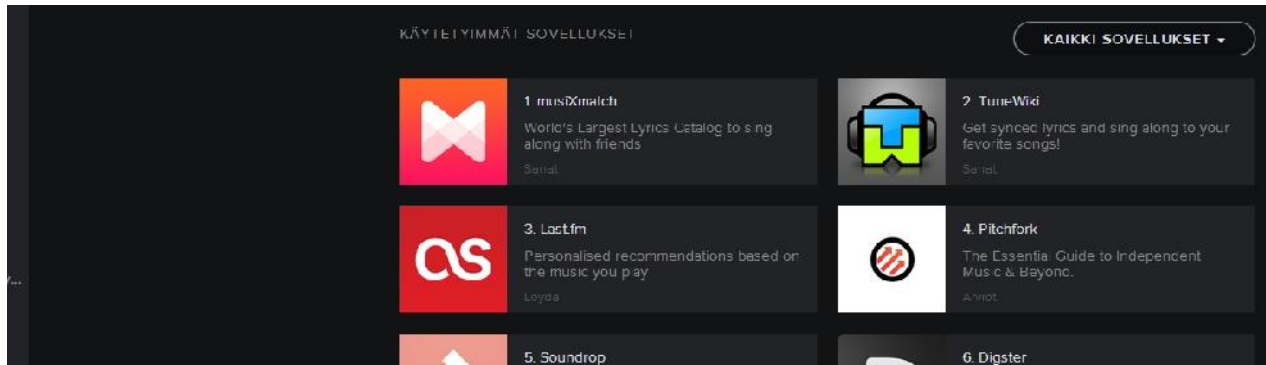 KÄYTETYIMMÄT SOVELLUKSET
KAIKKI SOVELLUKSET
1. musiXmatch
World's Largest Lyrics Catalog to sing
along with friends
Sanat
2. TuneWiki
Get synced lyrics and sing along to your
favorite songs!
Sanat
3. Last.fm
Personalised recommendations based on
the music you play
Löydä
4. Pitchfork
The Essential Guide to Independent
Music & Beyond.
Arviot
5. Soundrop
6. Digster